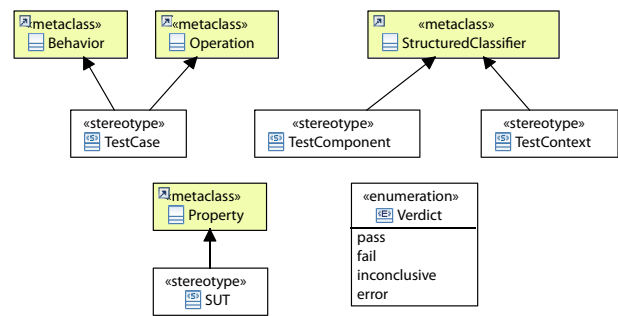 «metaclass»
Behavior
«metaclass»
Operation
«metaclass»
StructuredClassifier
«stereotype»
TestCase
«stereotype»
TestComponent
«stereotype»
TestContext
«metaclass»
Property
«enumeration»
Verdict
pass
fail
inconclusive
error
«stereotype»
SUT